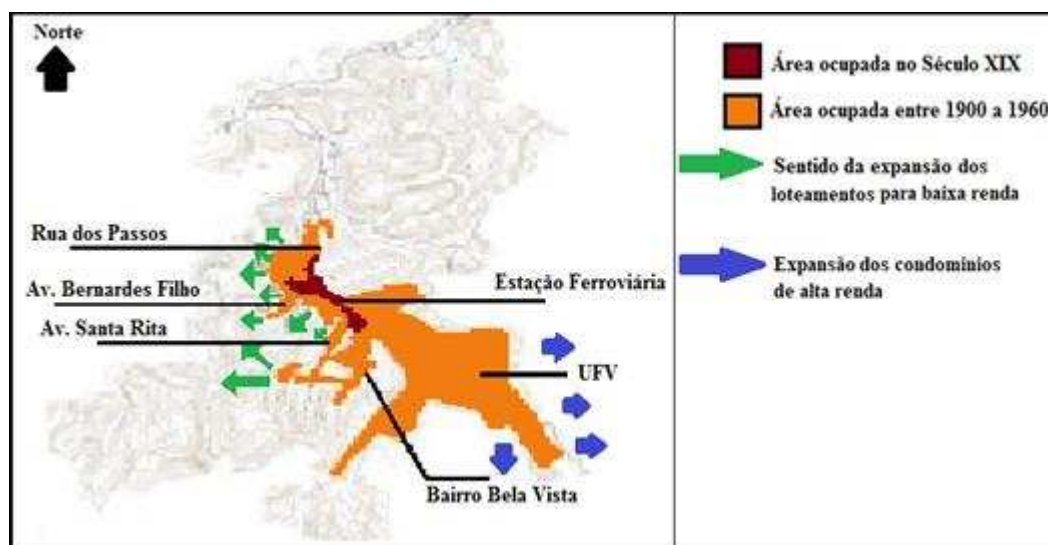 Norte
Rua dos Passos
Av. Bernardes Filho
Av. Santa Rita
Estação Ferroviária
UFV
Bairro Bela Vista
Área ocupada no Século XIX
Área ocupada entre 1900 a 1960
Sentido da expansão dos
loteamentos para baixa renda
Expansão dos condomínios
de alta renda